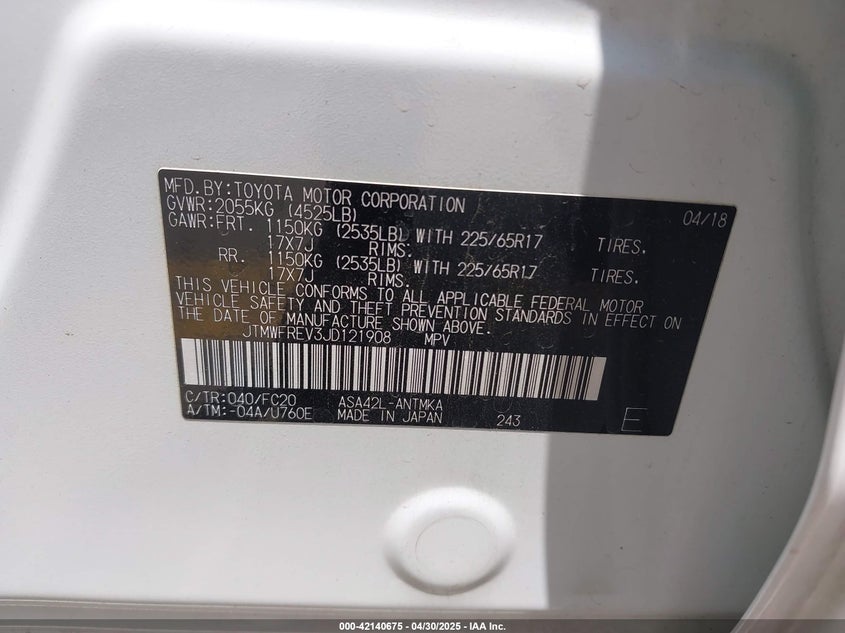 MFD.BY:TOYOTA MOTOR CORPORATION 04/18
GVWR:2055KG (4525LB)
GAWR:FRT. 1150KG (2535LB) WITH 225/65R17 TIRES.
17X7J RIMS.
RR. 1150KG (2535LB) WITH 225/65R17 TIRES.
17X7J RIMS.
THIS VEHICLE CONFORMS TO ALL APPLICABLE FEDERAL MOTOR
VEHICLE SAFETY AND THEFT PREVENTION STANDARDS IN EFFECT ON
THE DATE OF MANUFACTURE SHOWN ABOVE.
JTMWFREV3JD121908 MPV
C/TR:040/FC20 ASA42L-ANTMKA
A/TM:-04A/U760E MADE IN JAPAN 243 E
000-42140675 - 04/30/2025 - IAA Inc.